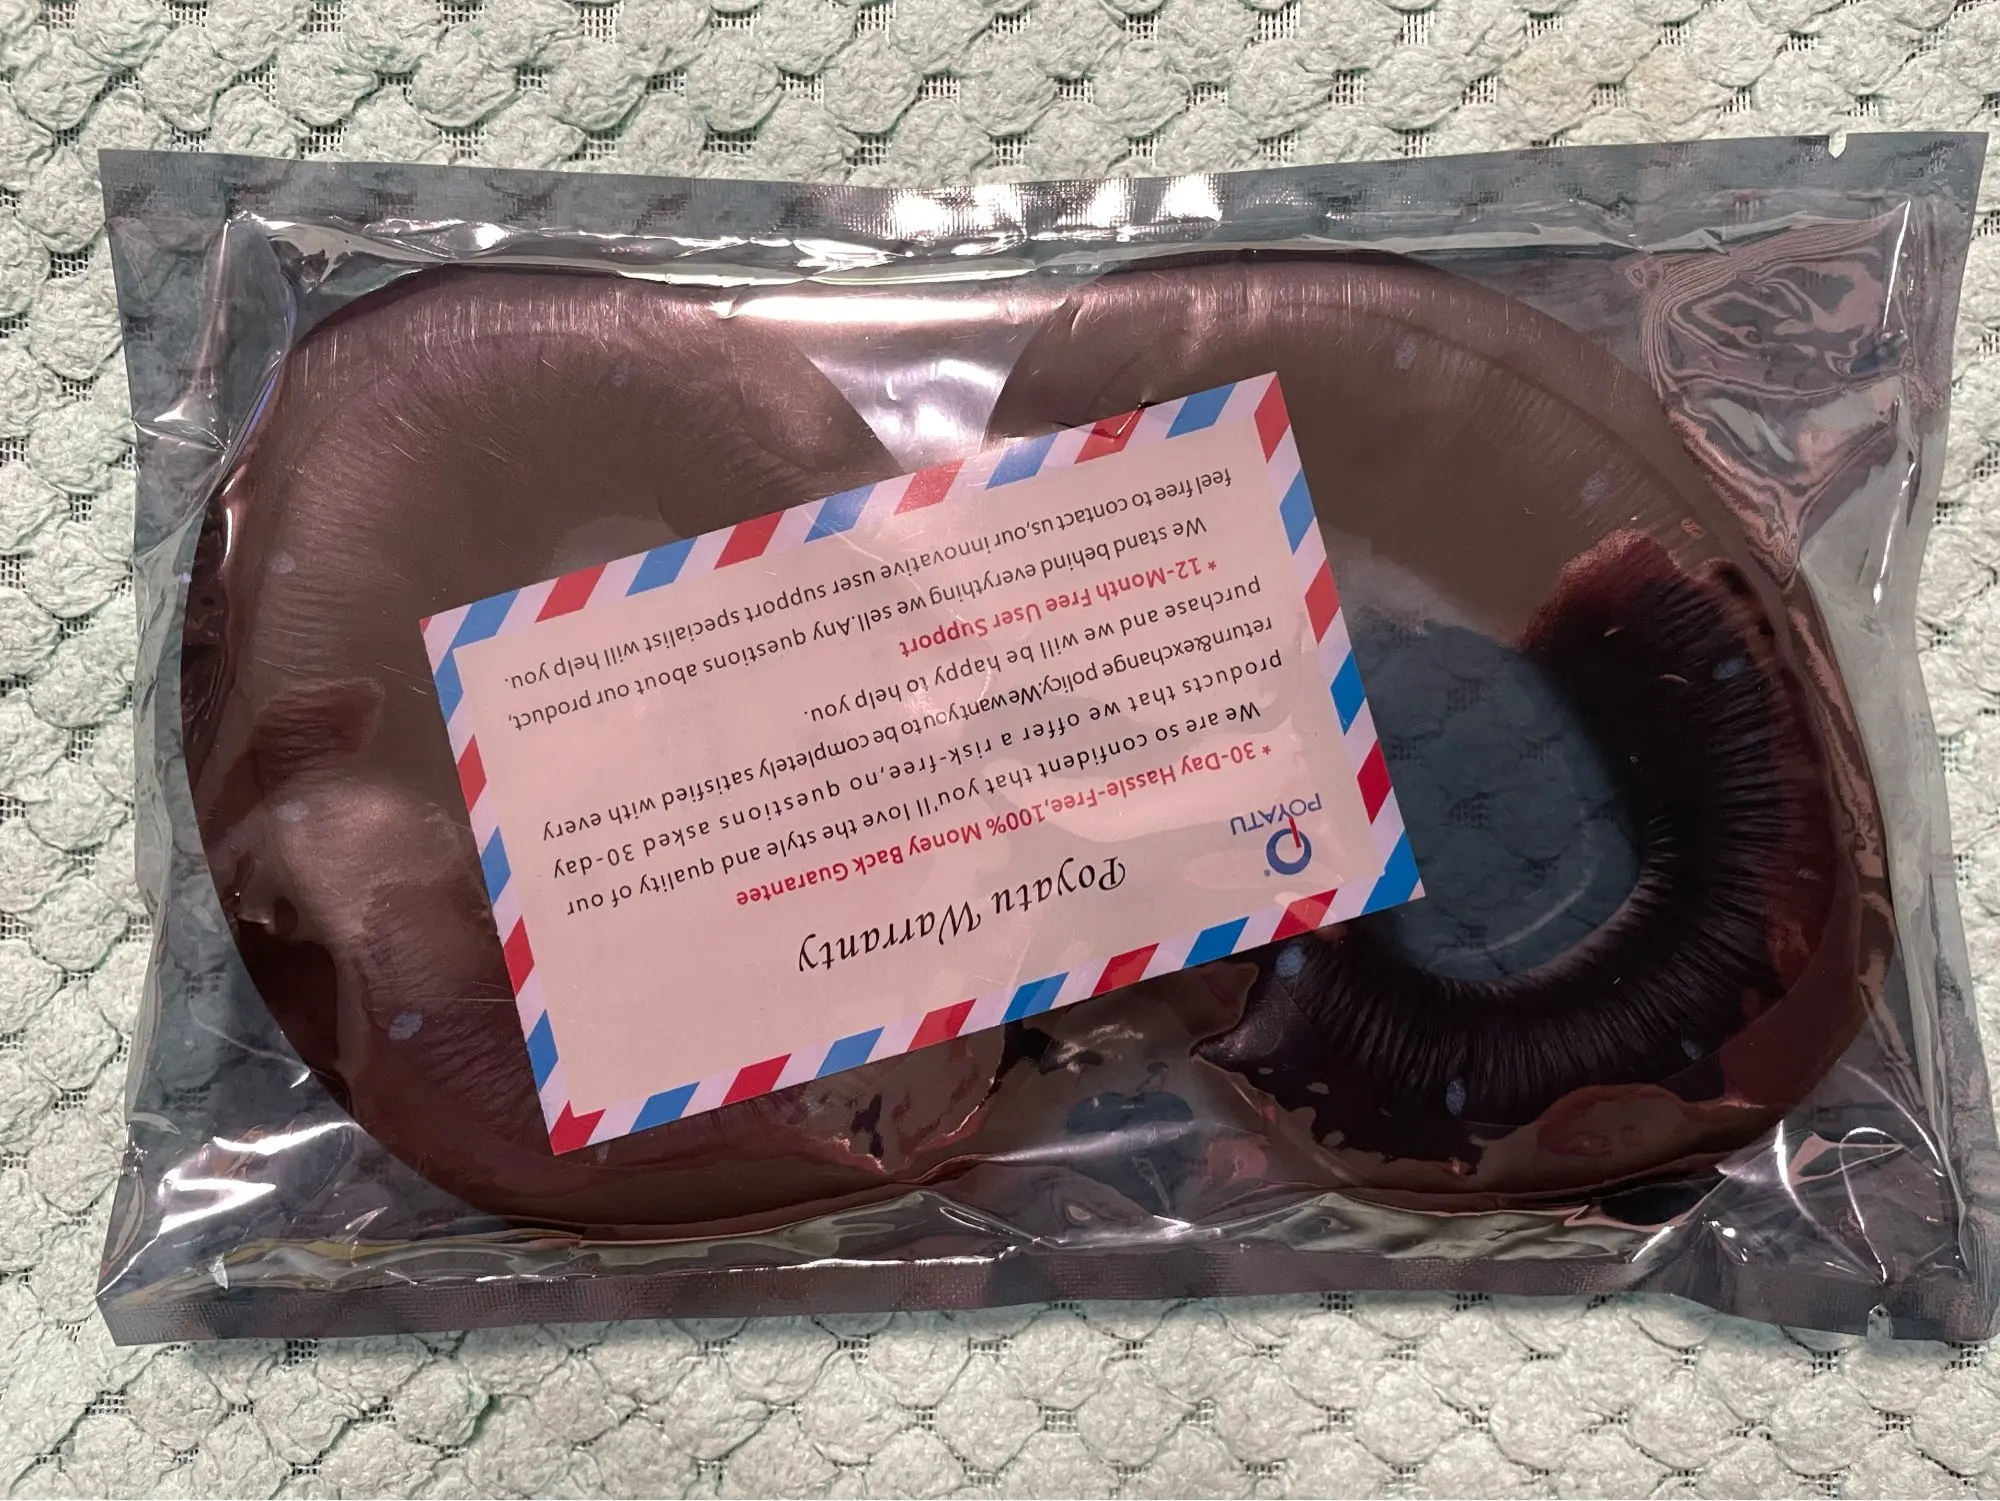 POYATU
Poyatu Warranty
* 30-Day Hassle-Free,100% Money Back Guarantee
We are so confident that you'll love the style and quality of our
products that we offer a risk-free,no questions asked 30-day
return&exchange policy.Wewantyouto be completely satisfied with every
purchase and we will be happy to help you.
* 12-Month Free User Support
We stand behind everything we sell.Any questions about our product,
feel free to contact us,our innovative user support specialist will help you.